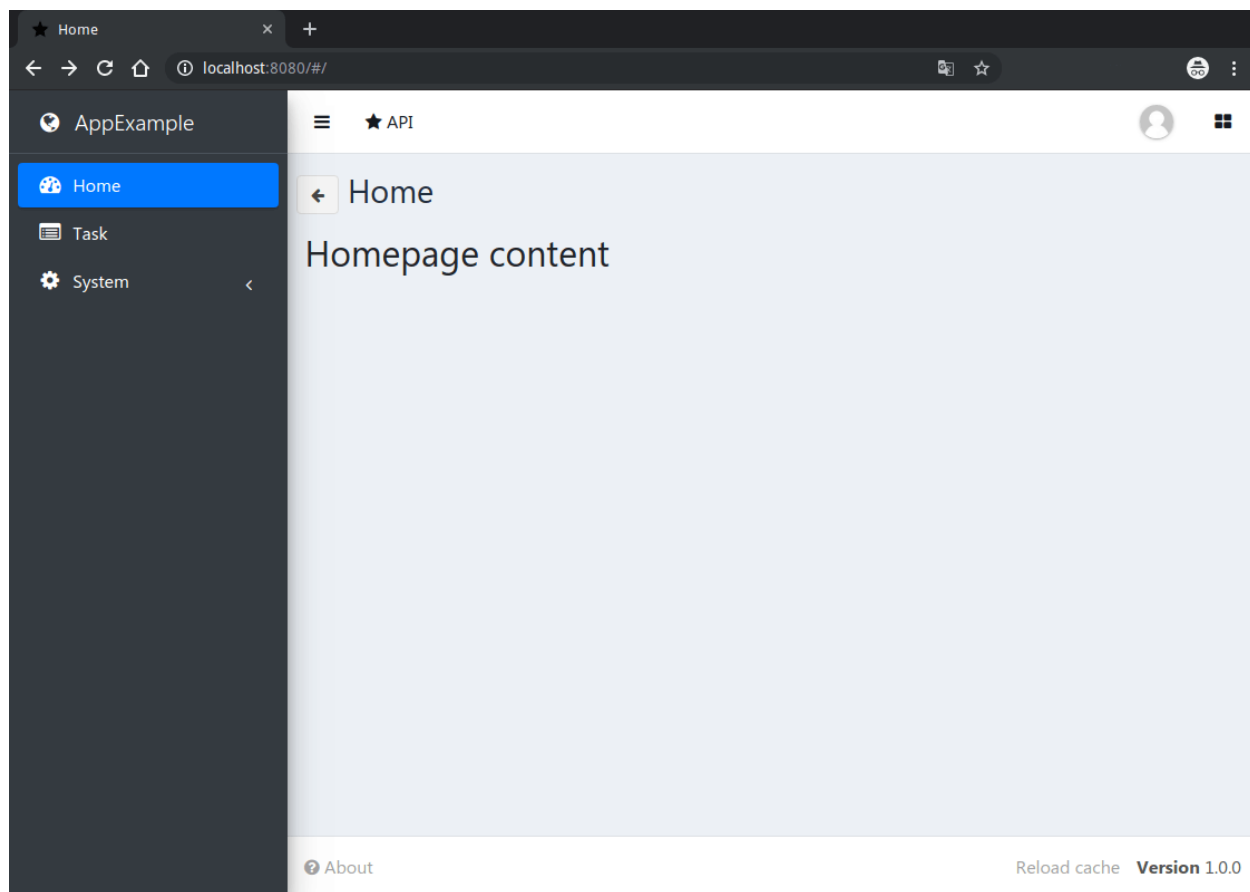 Home
localhost:8080/#/
AppExample
API
Home
Task
System
Home
Homepage content
About
Reload cache Version 1.0.0